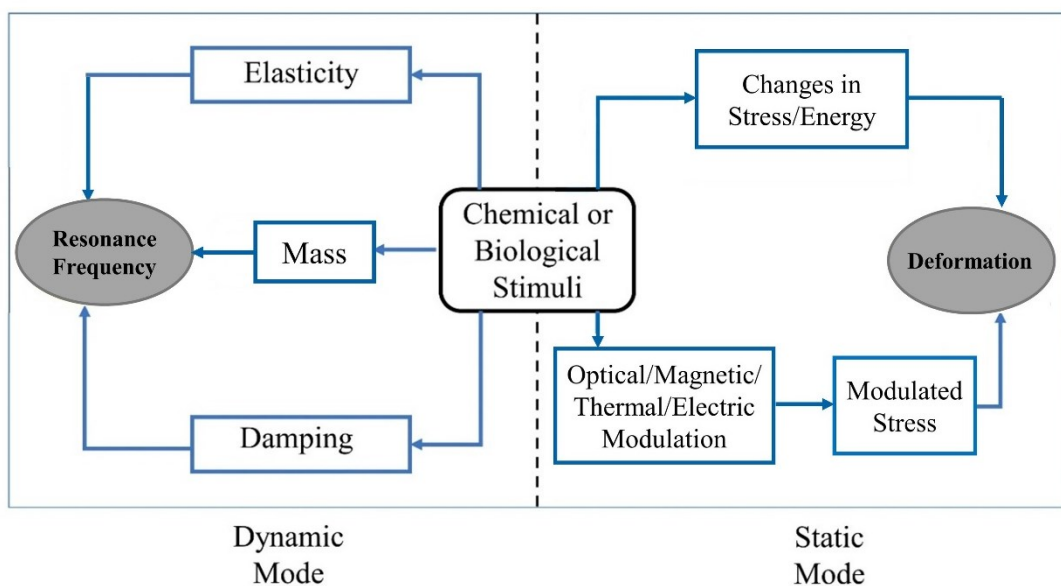 Elasticity
Changes in
Stress/Energy
Resonance
Frequency
Mass
Chemical or
Biological
Stimuli
Deformation
Damping
Optical/Magnetic/
Thermal/Electric
Modulation
Modulated
Stress
Dynamic
Mode
Static
Mode